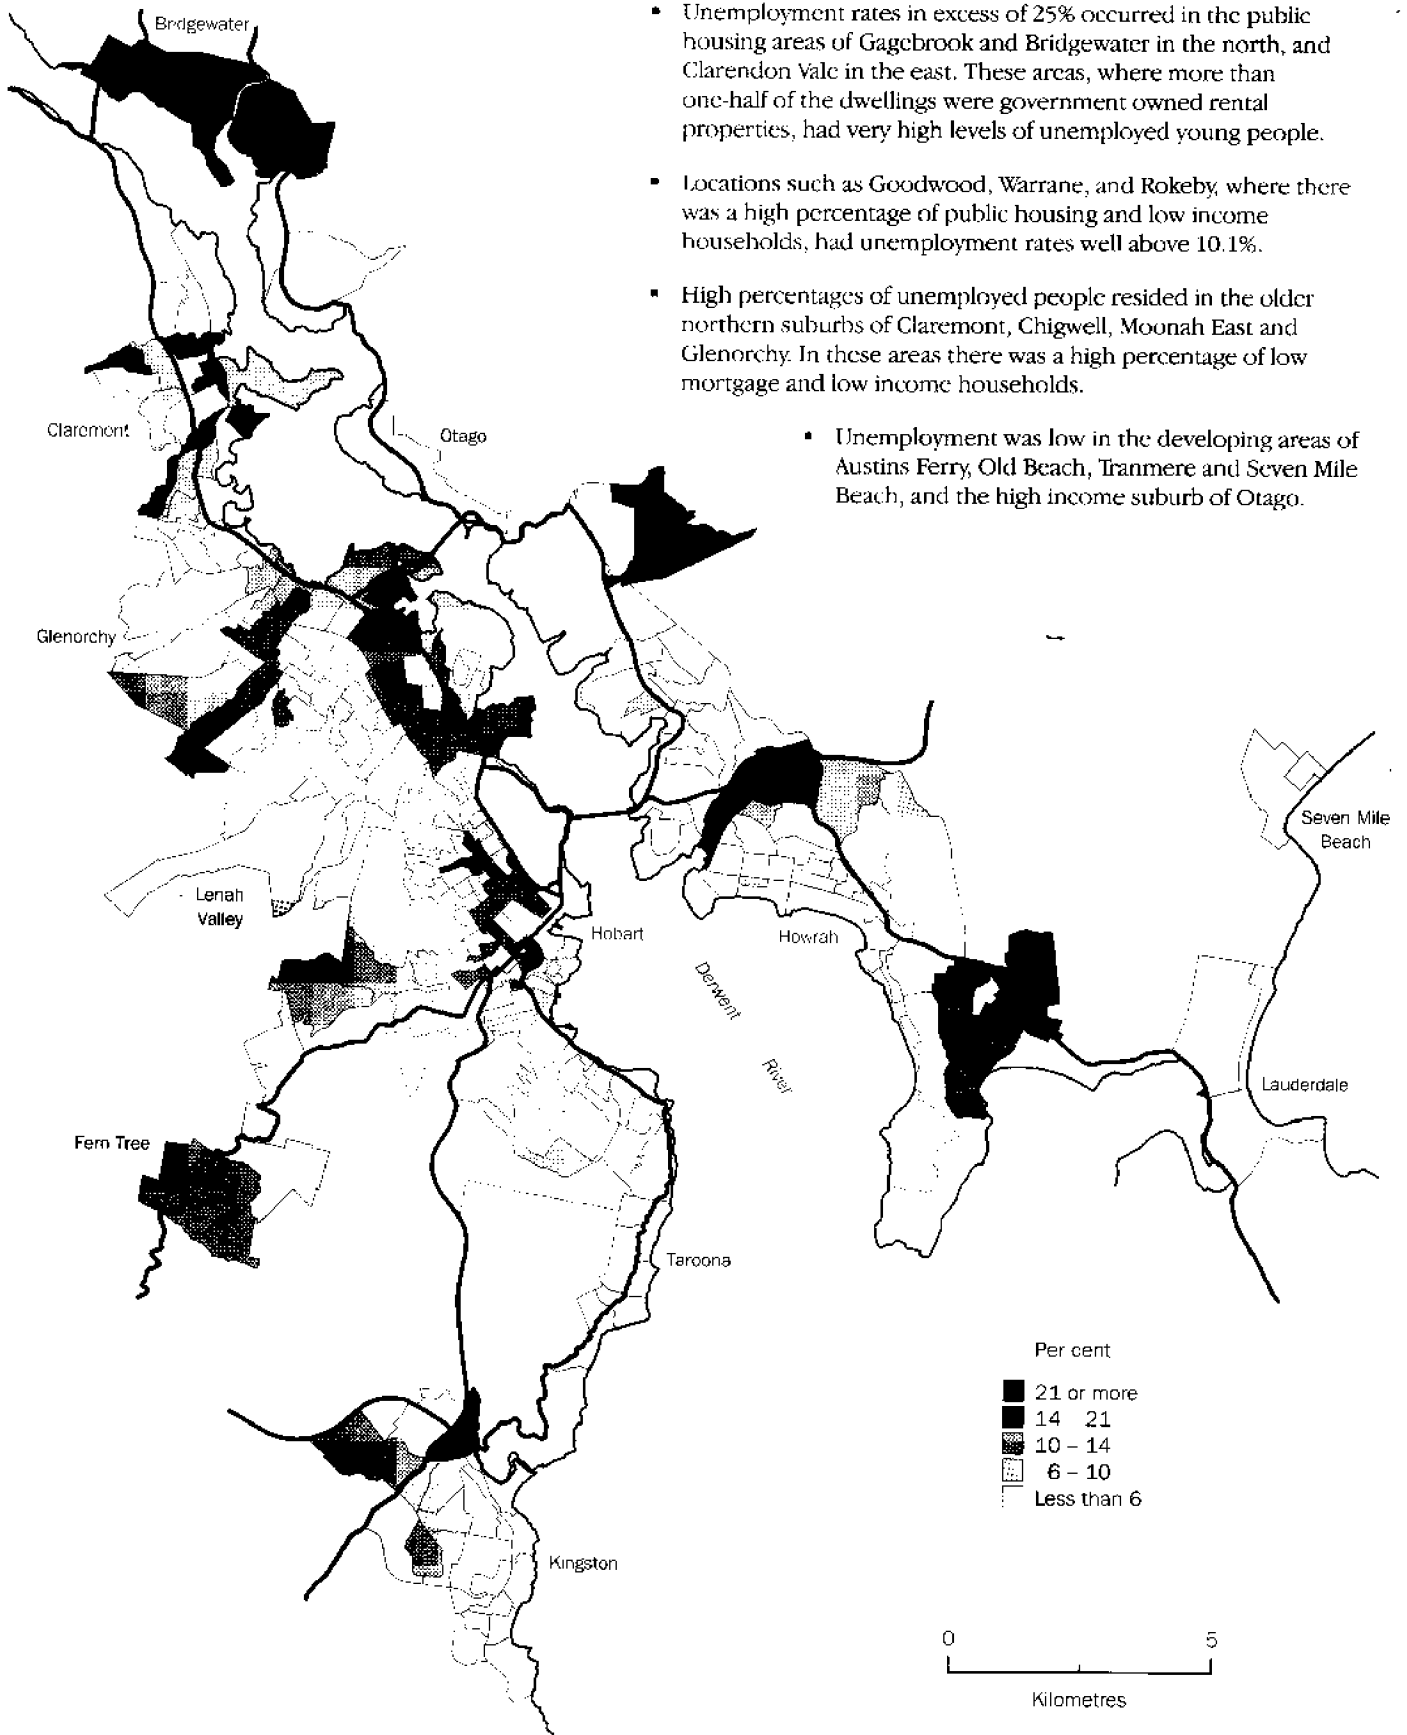 Bridgewater
▪ Unemployment rates in excess of 25% occurred in the public
housing areas of Gagebrook and Bridgewater in the north, and
Clarendon Vale in the east. These areas, where more than
one-half of the dwellings were government owned rental
properties, had very high levels of unemployed young people.
▪ Locations such as Goodwood, Warrane, and Rokeby, where there
was a high percentage of public housing and low income
households, had unemployment rates well above 10.1%.
▪ High percentages of unemployed people resided in the older
northern suburbs of Claremont, Chigwell, Moonah East and
Glenorchy. In these areas there was a high percentage of low
mortgage and low income households.
▪ Unemployment was low in the developing areas of
Austins Ferry, Old Beach, Tranmere and Seven Mile
Beach, and the high income suburb of Otago.
Claremont
Otago
Glenorchy
Seven Mile
Beach
Lenah
Valley
Hobart
Howrah
Derwent
River
Lauderdale
Fern Tree
Taroona
Per cent
21 or more
14 21
10 – 14
6 – 10
Less than 6
Kingston
0 5
Kilometres